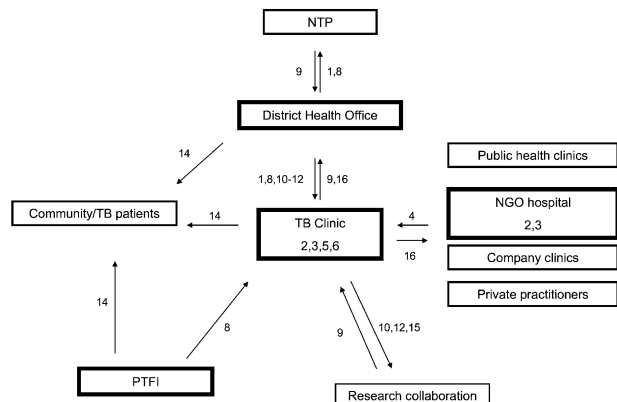 NTP
9 1,8
District Health Office
14
1,8,10-12 9,16
Public health clinics
Community/TB patients
14
TB Clinic
2,3,5,6
4
16
NGO hospital
2,3
Company clinics
Private practitioners
14
8
9
10,12,15
PTFI
Research collaboration